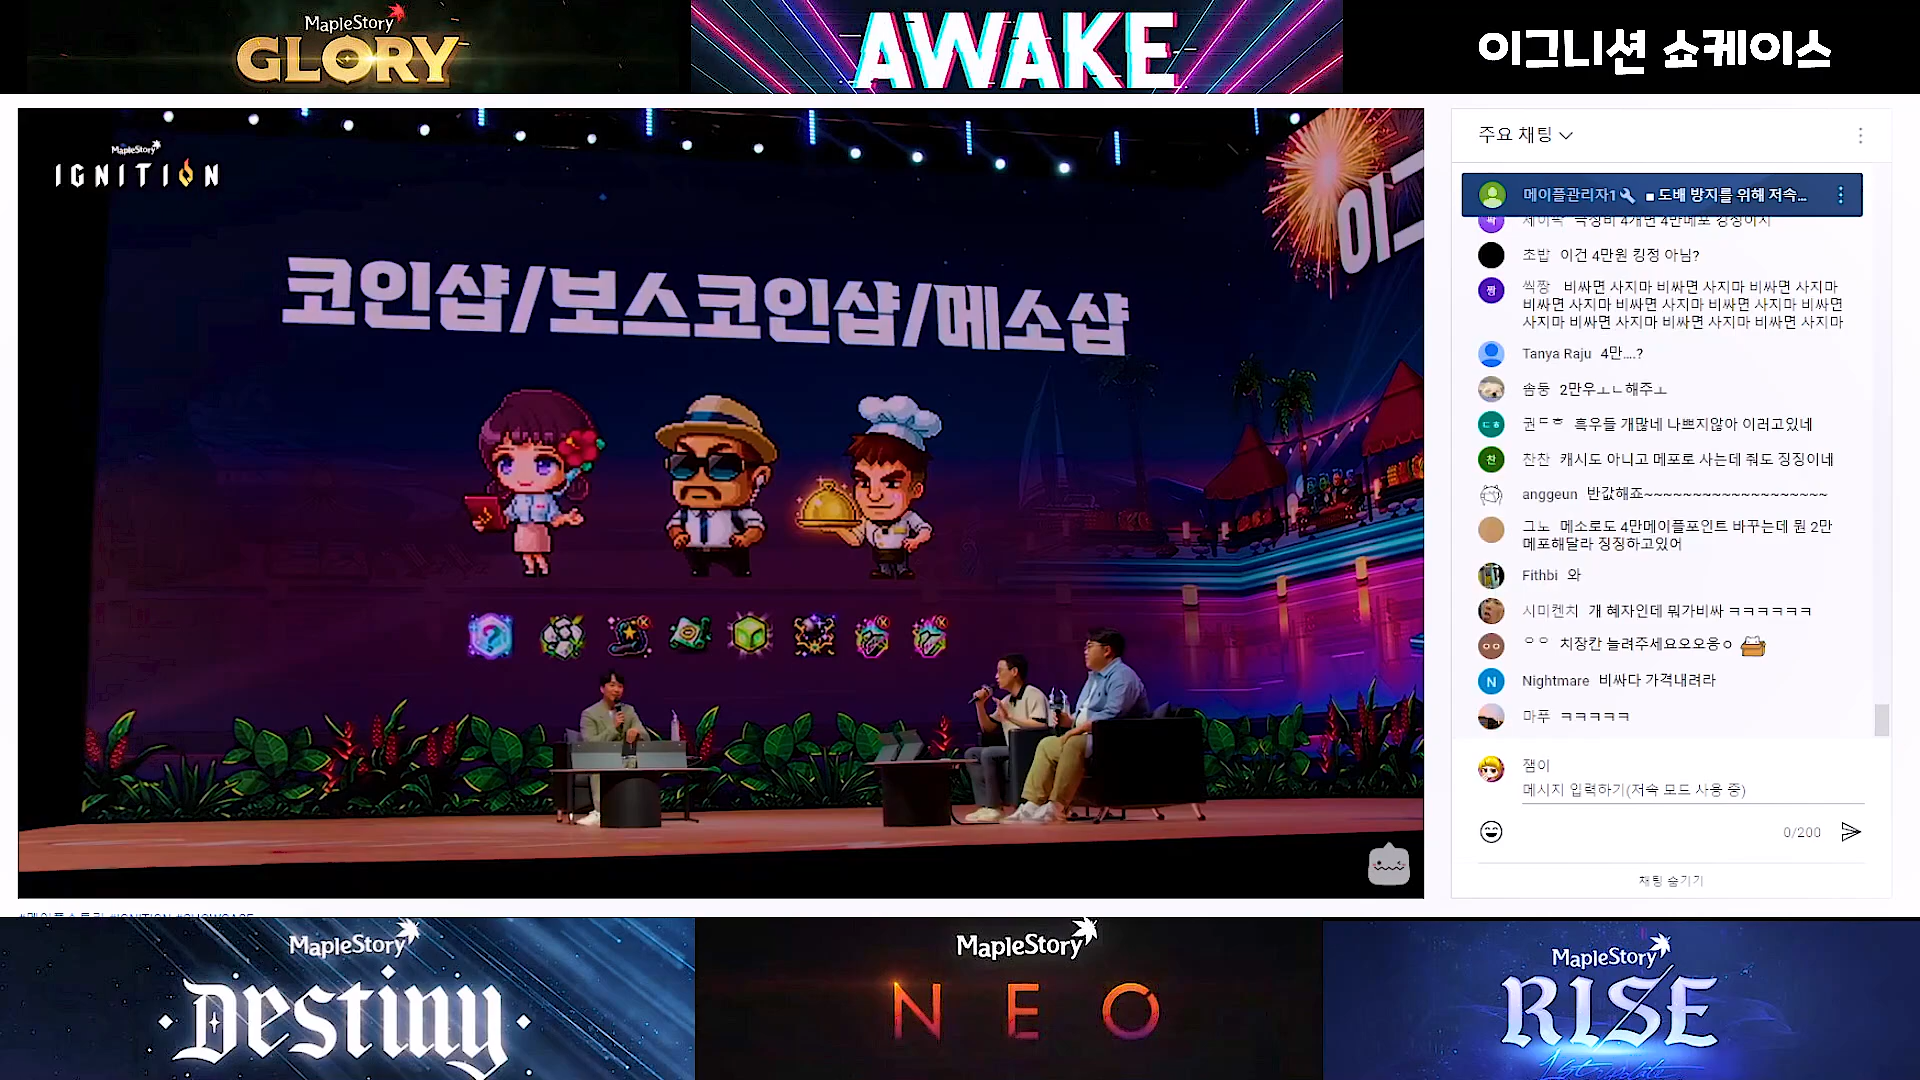 MapleStory
GLORY
AWAKE
이그니션 쇼케이스
MapleStory
IGNITION
이그
코인샵/보스코인샵/메소샵
주요 채팅
메이플관리자1 ■ 도배 방지를 위해 저속...
초밥 이건 4만원 킹정 아님?
씩짱 비싸면 사지마 비싸면 사지마 비싸면 사지마
비싸면 사지마 비싸면 사지마 비싸면 사지마 비싸면
사지마 비싸면 사지마 비싸면 사지마 비싸면 사지마
Tanya Raju 4만....?
솜둥 2만우ㅗㄴ해주ㅗ
ㄷㅎ 권ㄷㅎ 흑우들 개많네 나쁘지않아 이러고있네
찬 찬찬 캐시도 아니고 메포로 사는데 줘도 징징이네
anggeun 반값해죠~~~~~~~~~~~~~~~~~~~
그노 메소로도 4만메이플포인트 바꾸는데 뭔 2만
메포해달라 징징하고있어
Fithbi 와
시미켄치 개 혜자인데 뭐가비싸 ㅋㅋㅋㅋㅋㅋ
ㅇㅇ 치장칸 늘려주세요오오옹ㅇ
N Nightmare 비싸다 가격내려라
마푸 ㅋㅋㅋㅋㅋ
잼이
메시지 입력하기(저속 모드 사용 중)
0/200
채팅 숨기기
MapleStory
DESTINY
MapleStory
NEO
MapleStory
RISE
1st update